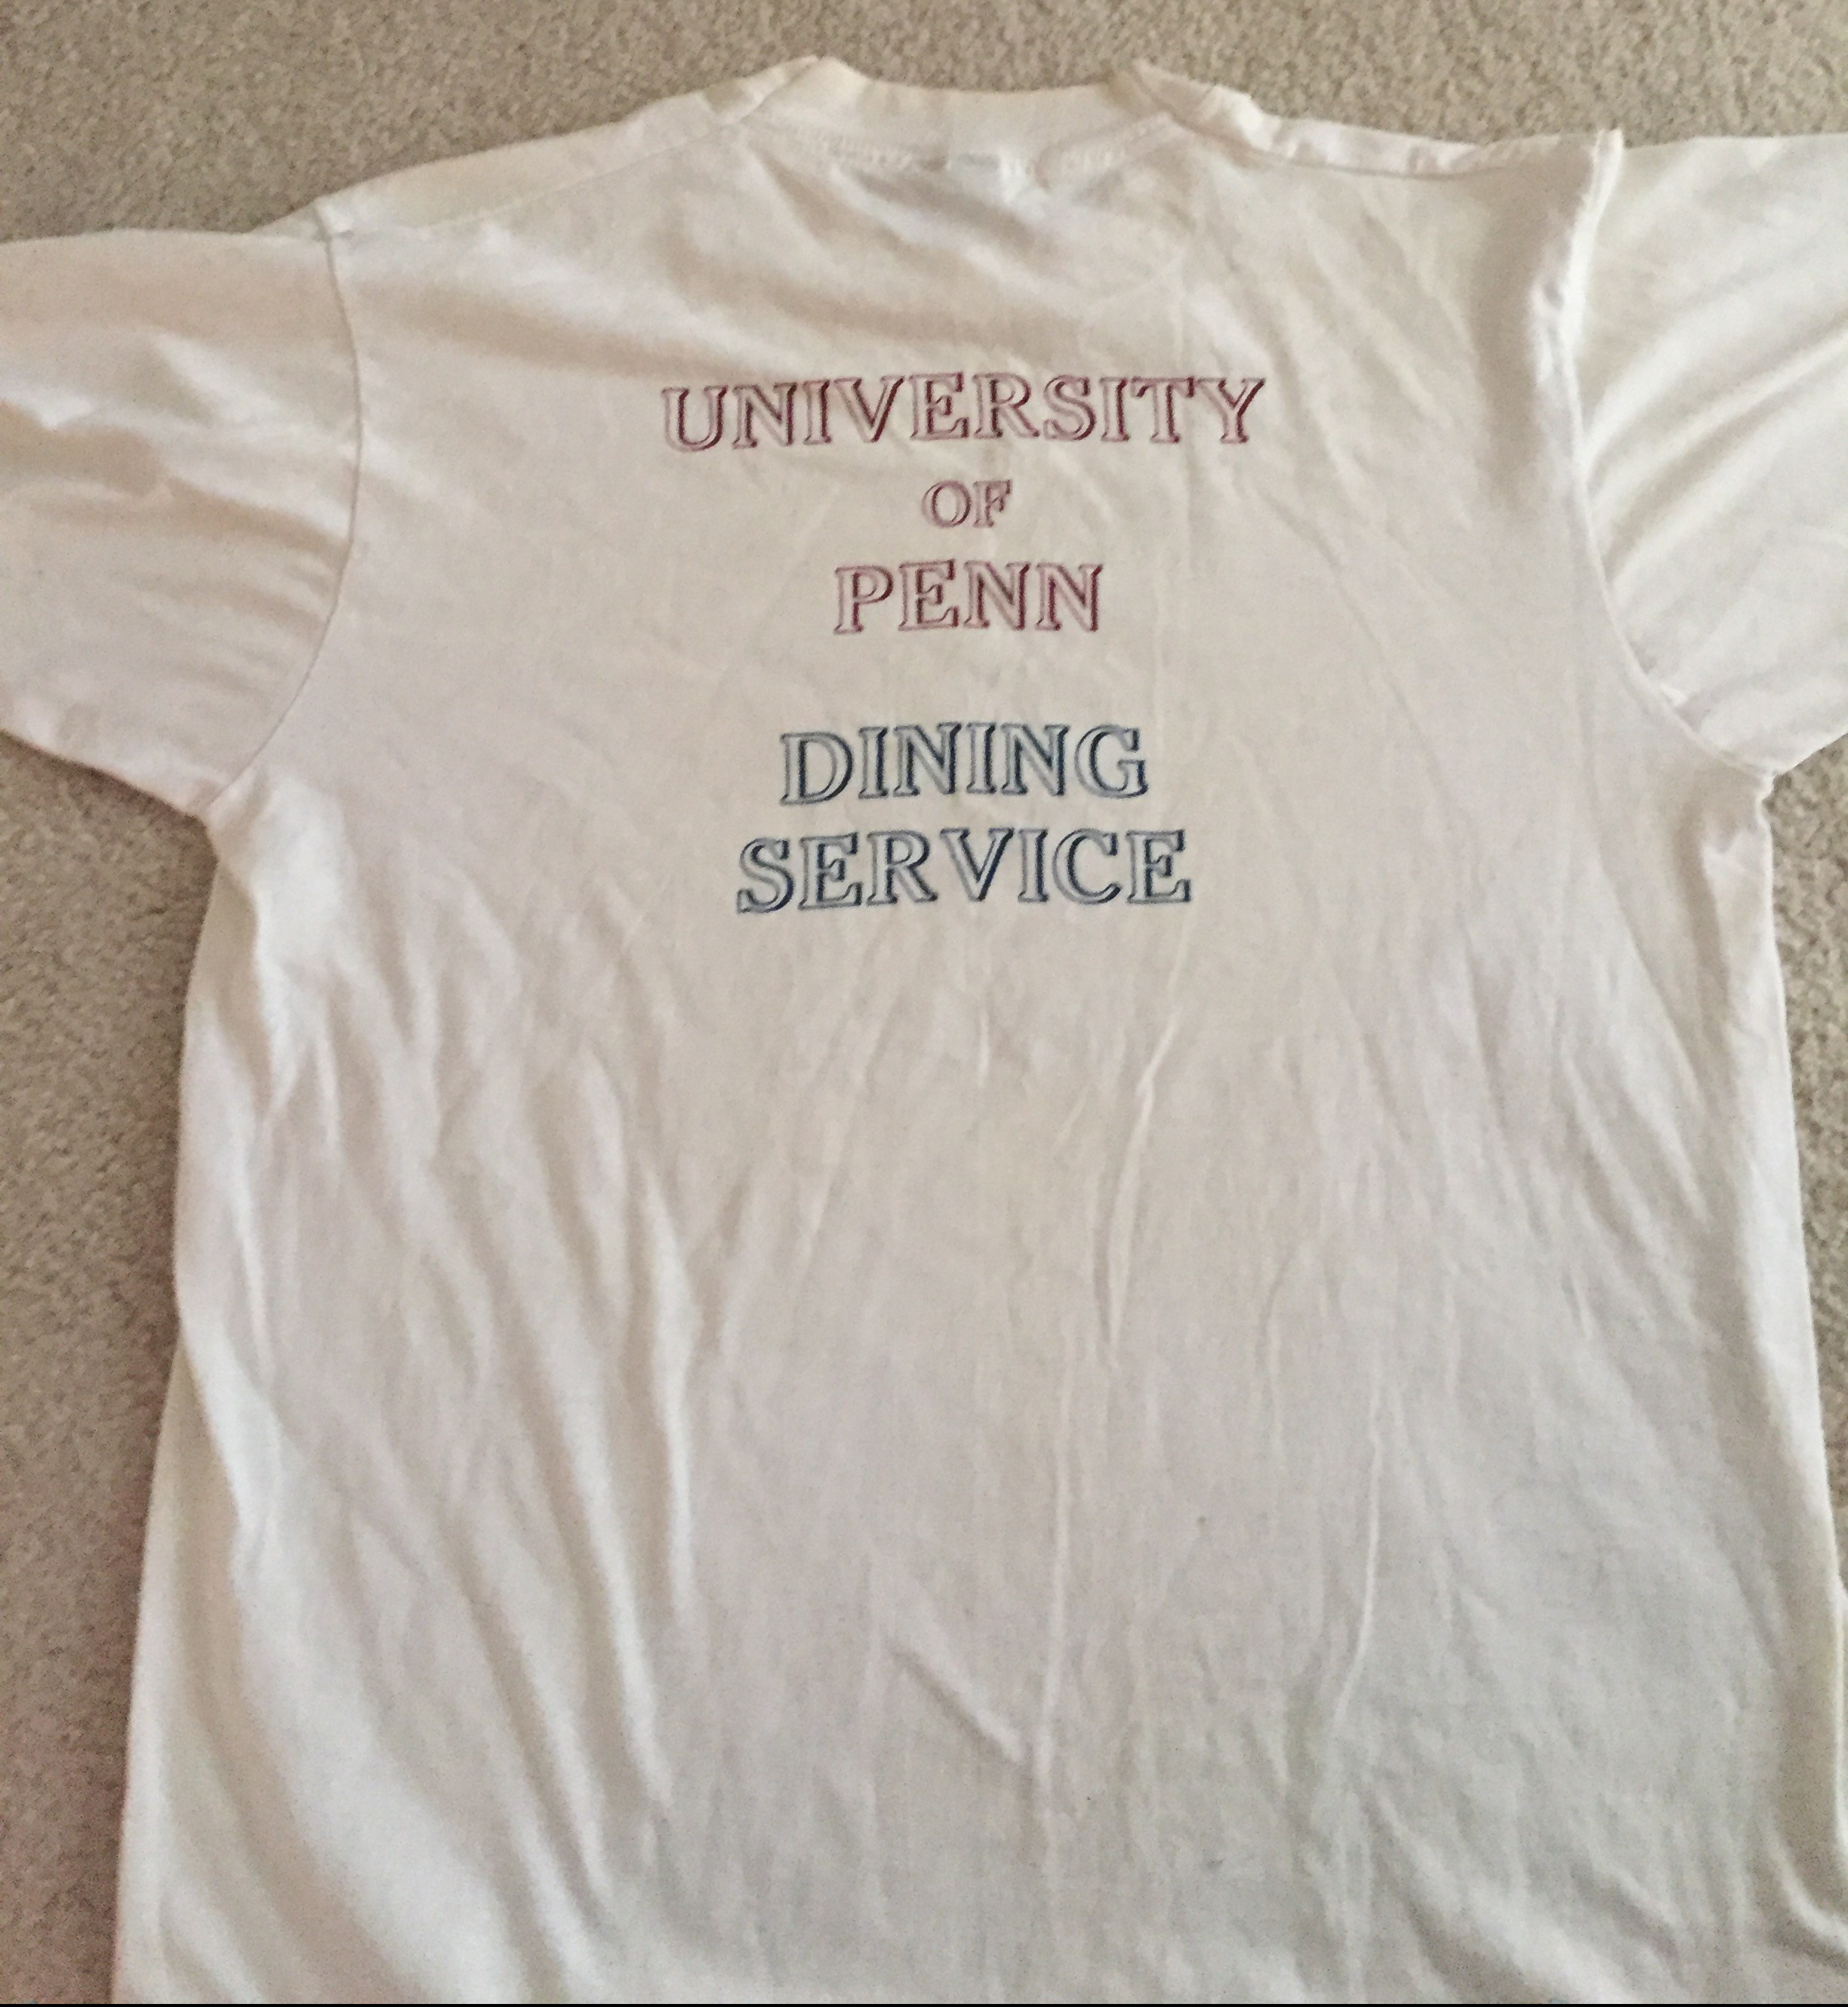 UNIVERSITY
OF
PENN
DINING
SERVICE